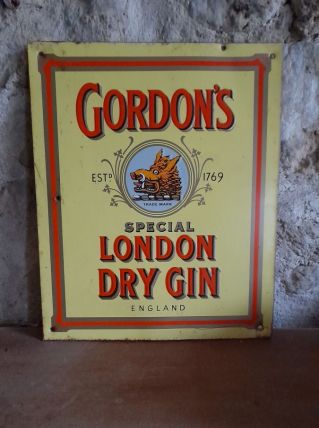 GORDON'S
ESTD 1769
TRADE MARK
SPECIAL
LONDON
DRY GIN
ENGLAND